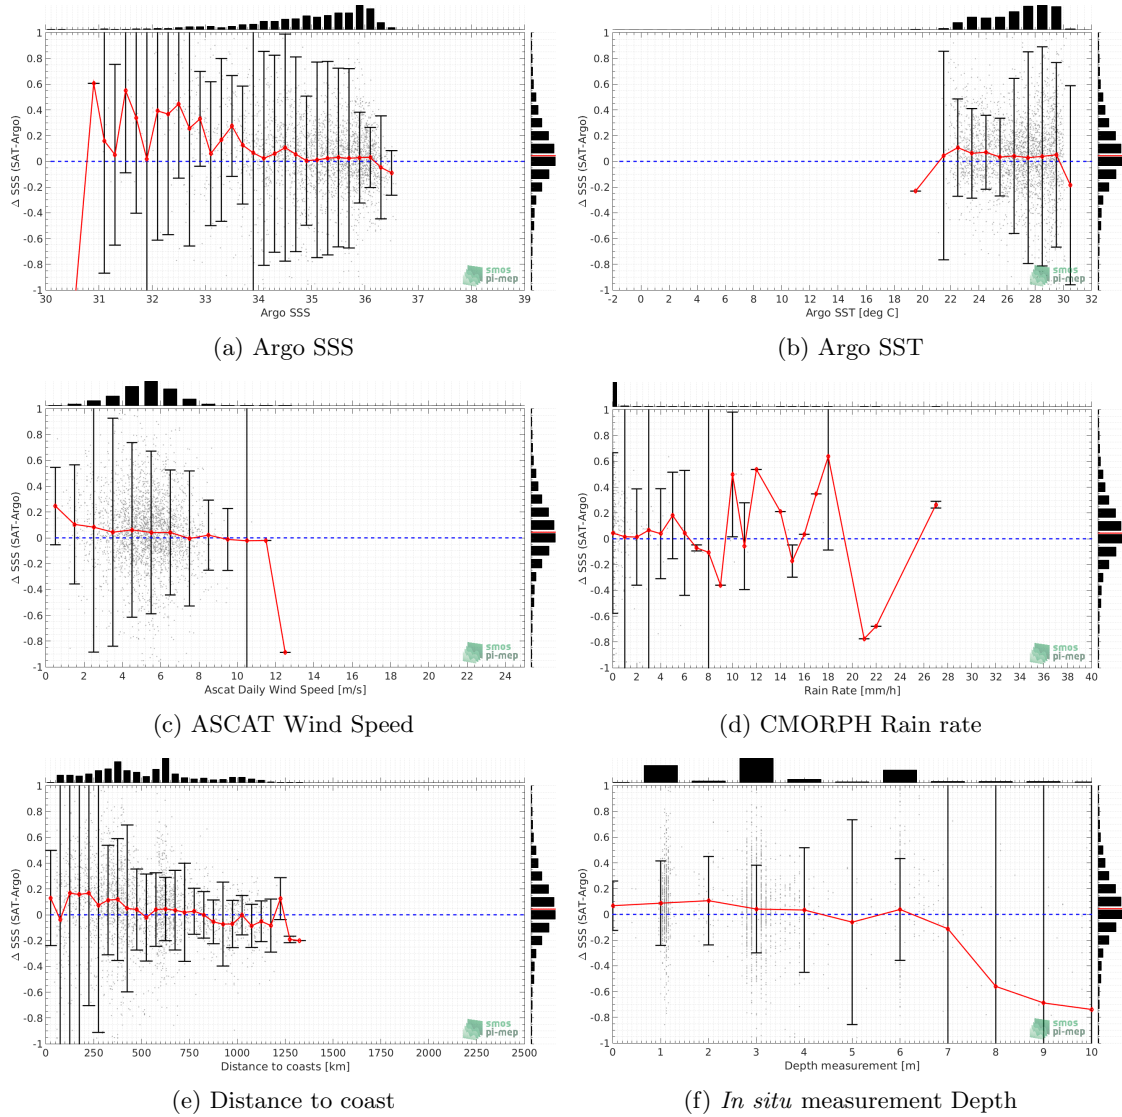 1
0.8
0.6
0.4
0.2
0
-0.2
-0.4
-0.6
-0.8
-1
Δ SSS (SAT-Argo)
30 31 32 33 34 35 36 37 38 39
Argo SSS
smos
pi-mep
(a) Argo SSS
1
0.8
0.6
0.4
0.2
0
-0.2
-0.4
-0.6
-0.8
-1
Δ SSS (SAT-Argo)
-2 0 2 4 6 8 10 12 14 16 18 20 22 24 26 28 30 32
Argo SST [deg C]
smos
pi-mep
(b) Argo SST
1
0.8
0.6
0.4
0.2
0
-0.2
-0.4
-0.6
-0.8
-1
Δ SSS (SAT-Argo)
0 2 4 6 8 10 12 14 16 18 20 22 24
Ascat Daily Wind Speed [m/s]
smos
pi-mep
(c) ASCAT Wind Speed
1
0.8
0.6
0.4
0.2
0
-0.2
-0.4
-0.6
-0.8
-1
Δ SSS (SAT-Argo)
0 2 4 6 8 10 12 14 16 18 20 22 24 26 28 30 32 34 36 38 40
Rain Rate [mm/h]
smos
pi-mep
(d) CMORPH Rain rate
1
0.8
0.6
0.4
0.2
0
-0.2
-0.4
-0.6
-0.8
-1
Δ SSS (SAT-Argo)
0 250 500 750 1000 1250 1500 1750 2000 2250 2500
Distance to coasts [km]
smos
pi-mep
(e) Distance to coast
1
0.8
0.6
0.4
0.2
0
-0.2
-0.4
-0.6
-0.8
-1
Δ SSS (SAT-Argo)
0 1 2 3 4 5 6 7 8 9 10
Depth measurement [m]
smos
pi-mep
(f) In situ measurement Depth